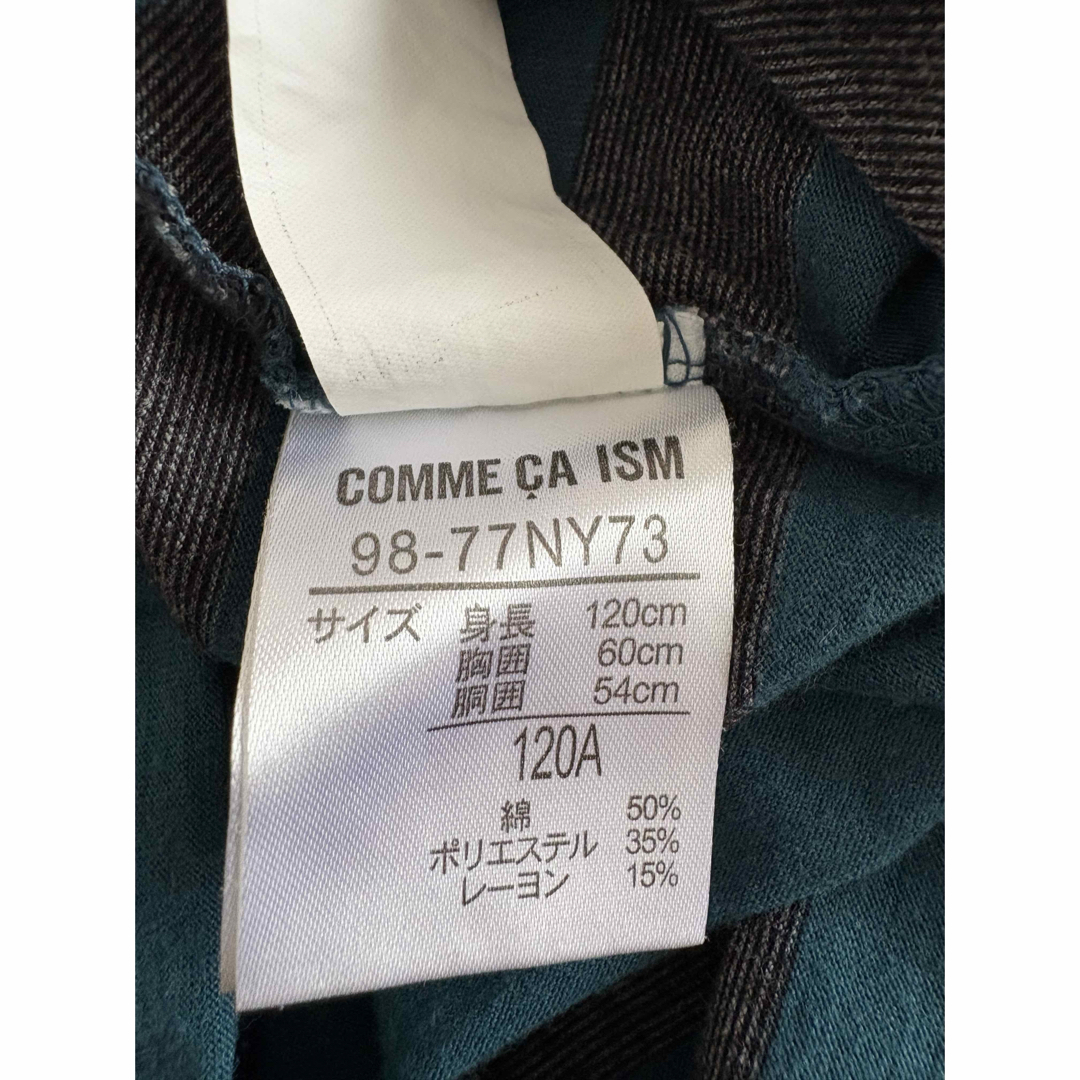 COMME ÇA ISM
98-77NY73
サイズ 身長 120cm
胸囲 60cm
胴囲 54cm
120A
綿 50%
ポリエステル 35%
レーヨン 15%